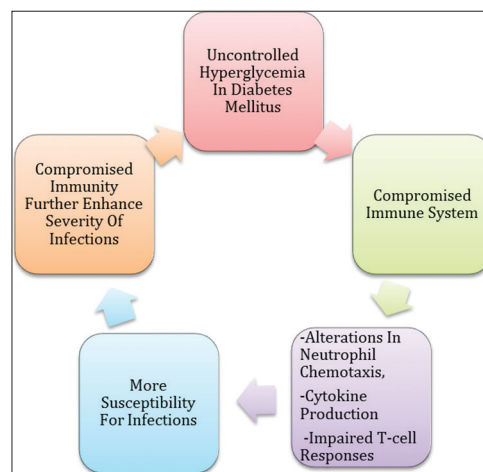 Uncontrolled
Hyperglycemia
In Diabetes
Mellitus
Compromised
Immune System
-Alterations In
Neutrophil
Chemotaxis,
-Cytokine
Production
-Impaired T-cell
Responses
More
Susceptibility
For Infections
Compromised
Immunity
Further Enhance
Severity Of
Infections